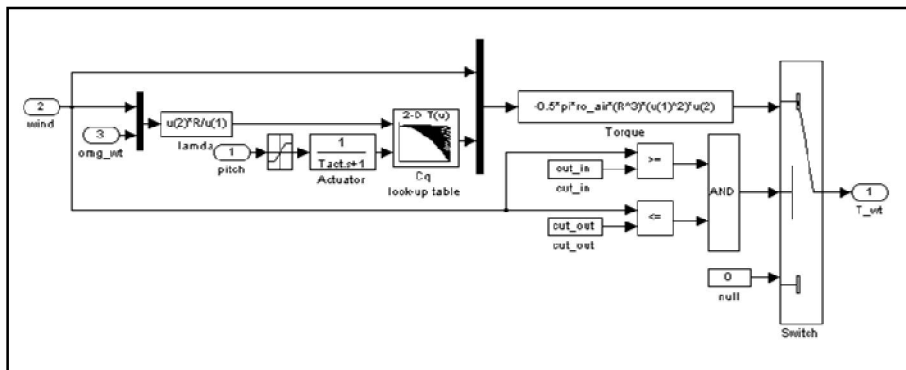 2
wind
3
omg_wt
u(2)*R/u(1)
lamda
1
pitch
1
Tact.s+1
Actuator
2-D T(u)
Cq
look-up table
-0.5*pi*ro_air*(R^3)*(u(1)^2)*u(2)
Torque
cut_in
cut_in
>=
cut_out
cut_out
<=
AND
0
null
Switch
1
T_wt